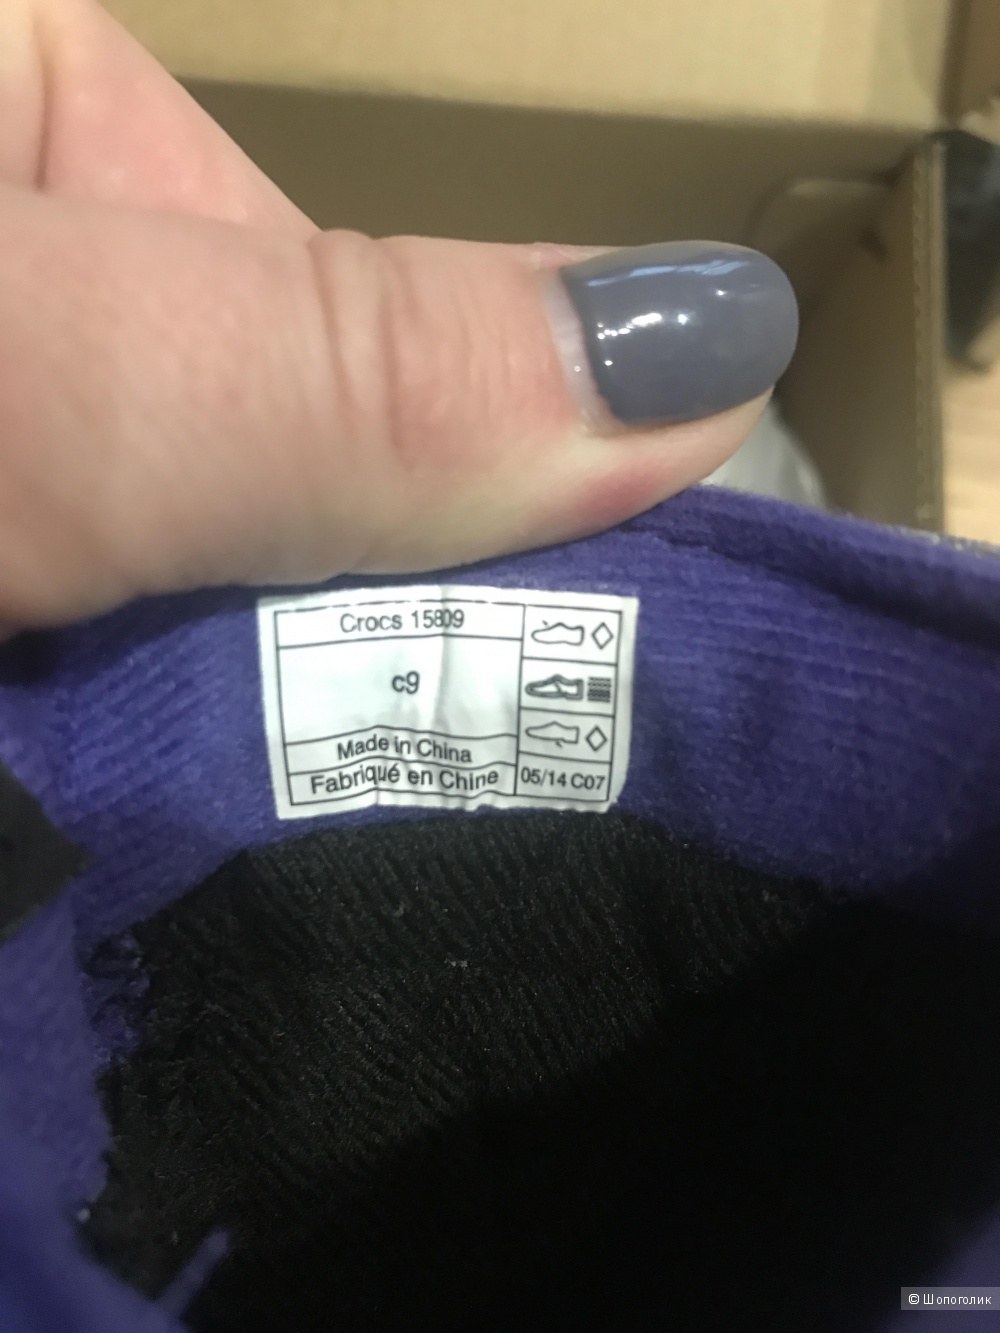 Crocs 15809
c9
Made in China
Fabriqué en Chine
05/14 C07
© Шопоголик